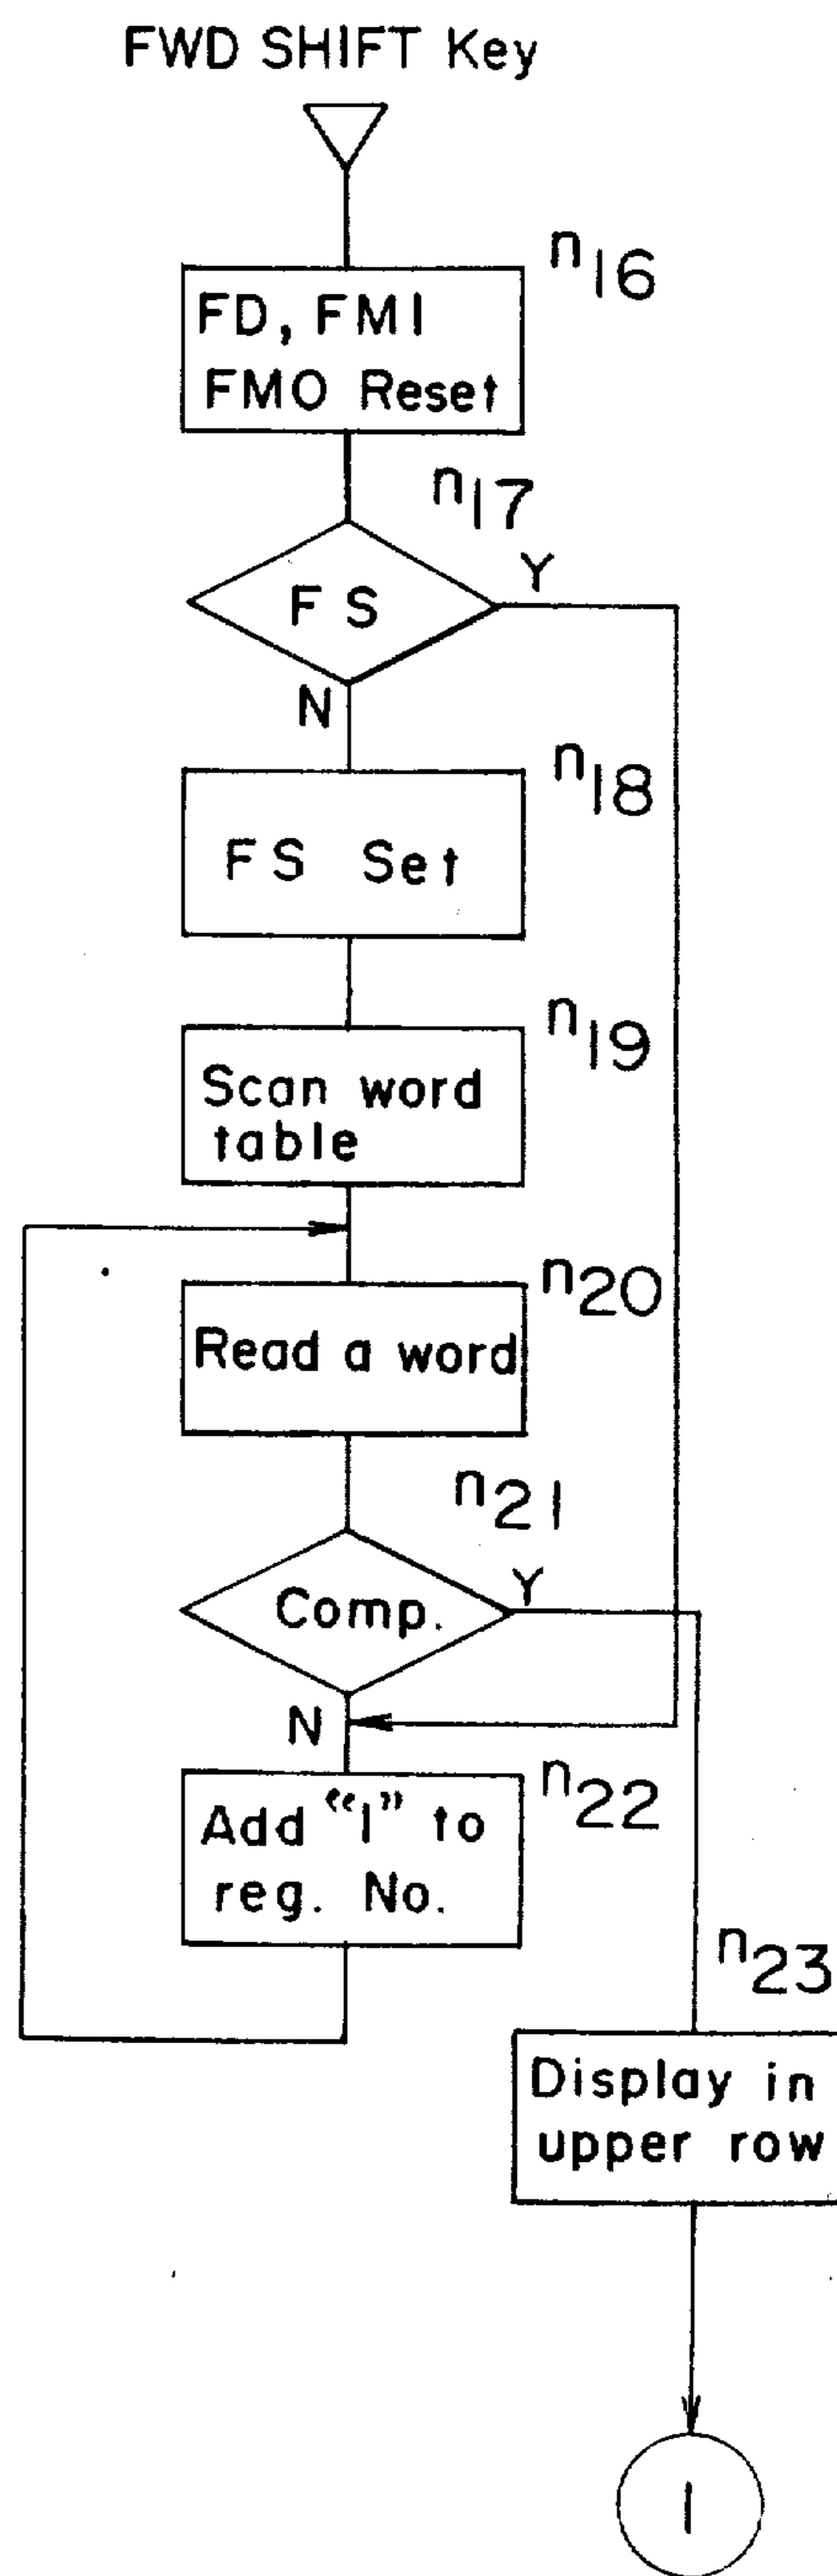 FWD SHIFT Key
n16
FD, FM1
FMO Reset
n17
FS
Y
N
n18
FS Set
n19
Scan word
table
n20
Read a word
n21
Comp.
Y
N
n22
Add "1" to
reg. No.
n23
Display in
upper row
1